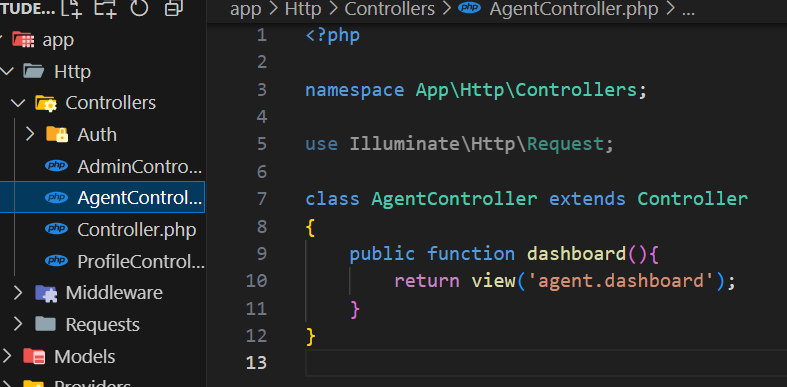 TUDE...
app
Http
Controllers
Auth
AdminContro...
AgentControl...
Controller.php
ProfileControl...
Middleware
Requests
Models
Providers
app > Http > Controllers > AgentController.php > ...
1 <?php
2
3 namespace App\Http\Controllers;
4
5 use Illuminate\Http\Request;
6
7 class AgentController extends Controller
8 {
9 public function dashboard(){
10 return view('agent.dashboard');
11 }
12 }
13